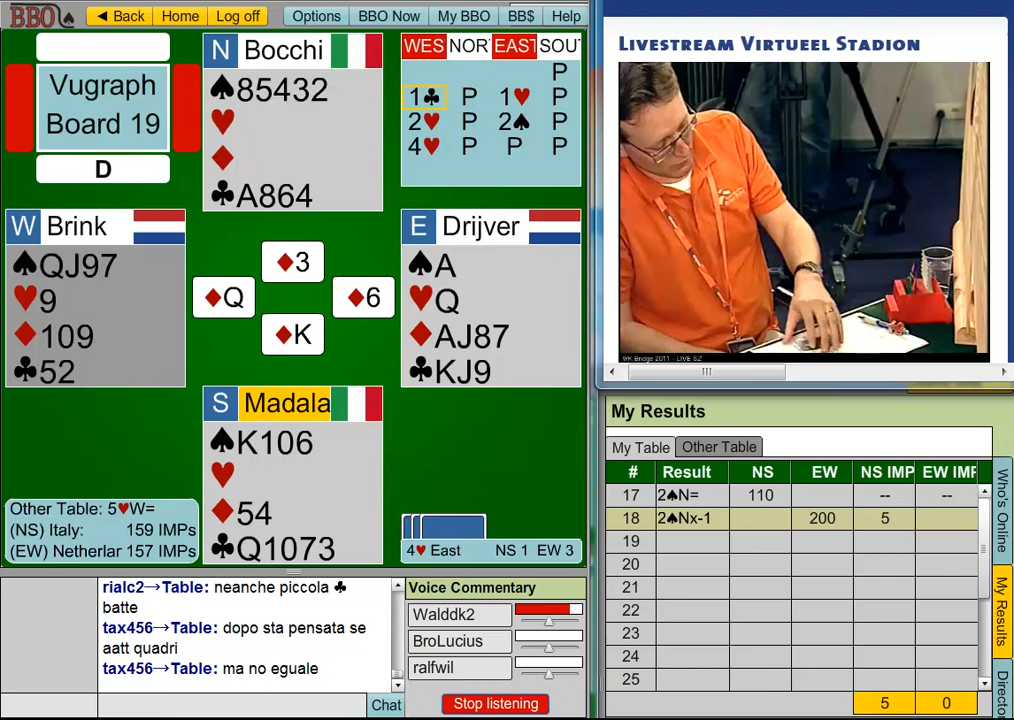 BBO ◄ Back Home Log off Options BBO Now My BBO BB$ Help
Vugraph
Board 19
D
N Bocchi
♠85432
♥
♦
♣A864
WES NOR EAST SOU
P
1♣ P 1♥ P
2♥ P 2♠ P
4♥ P P P
W Brink
♠QJ97
♥9
♦109
♣52
♦3
♦Q ♦6
♦K
E Drijver
♠A
♥Q
♦AJ87
♣KJ9
S Madala
♠K106
♥
♦54
♣Q1073
Other Table: 5♥W=
(NS) Italy: 159 IMPs
(EW) Netherlar 157 IMPs
4♥ East NS 1 EW 3
rialc2→Table: neanche piccola ♣
batte
tax456→Table: dopo sta pensata se
aatt quadri
tax456→Table: ma no eguale
Chat
Voice Commentary
Walddk2
BroLucius
ralfwil
Stop listening
Livestream Virtueel Stadion
WK Bridge 2011 - LIVE SZ
My Results
My Table Other Table
# Result NS EW NS IMP EW IMF
17 2♠N= 110 -- --
18 2♠Nx-1 200 5
19
20
21
22
23
24
25
5 0
Who's Online
My Results
Director